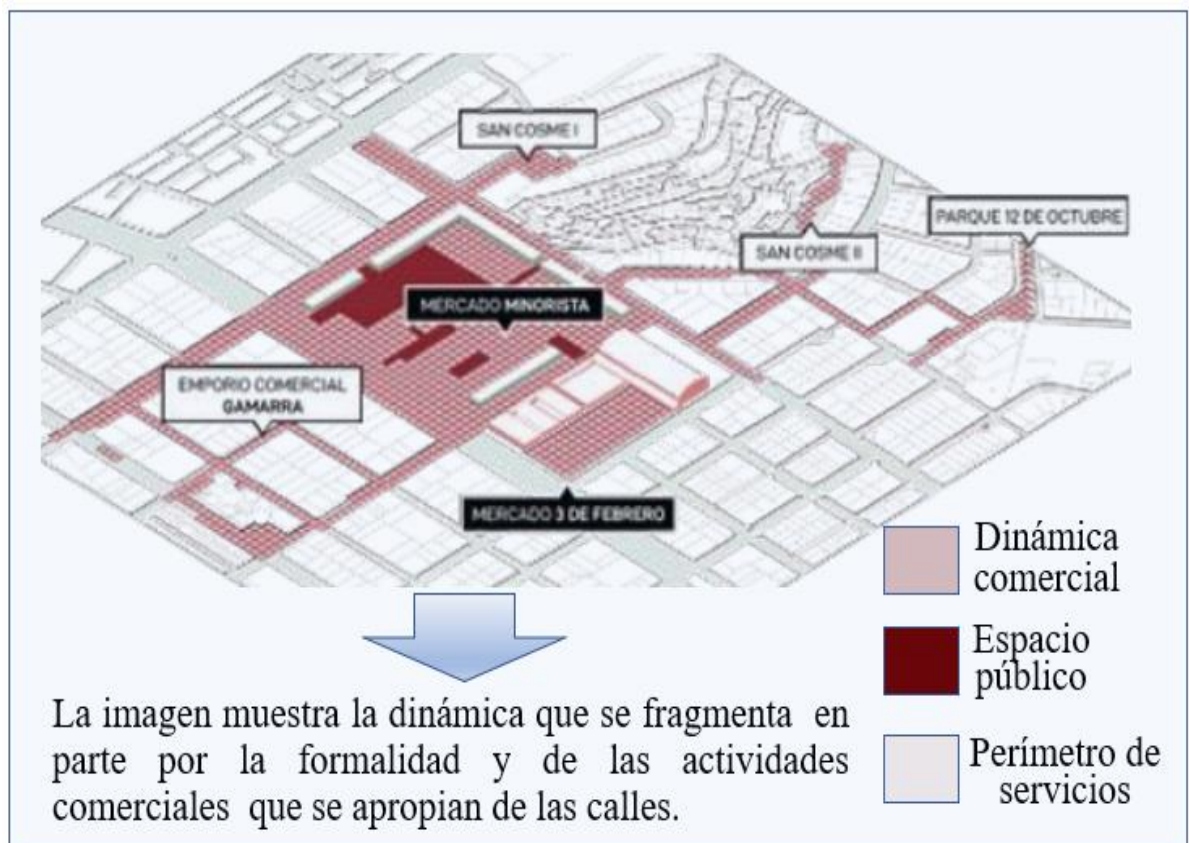 SAN COSME I
PARQUE 12 DE OCTUBRE
SAN COSME II
MERCADO MINORISTA
EMPORIO COMERCIAL
GAMARRA
MERCADO 3 DE FEBRERO
Dinámica
comercial
Espacio
público
Perímetro de
servicios
La imagen muestra la dinámica que se fragmenta en
parte por la formalidad y de las actividades
comerciales que se apropian de las calles.